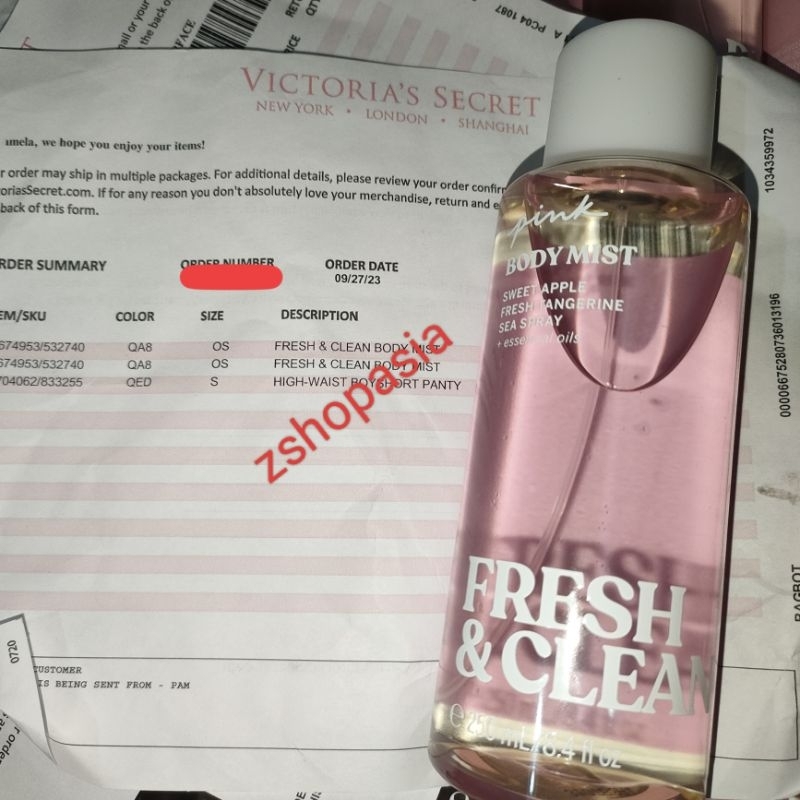 A PC04 1087
VICTORIA'S SECRET
NEW YORK • LONDON • SHANGHAI
we hope you enjoy your items!
order may ship in multiple packages. For additional details, please review your order
If for any reason you don't absolutely love your merchandise, return and
back of this form.
ORDER NUMBER
ORDER DATE
SUMMARY
09/27/23
COLOR SIZE DESCRIPTION
674953/532740 QA8 OS FRESH & CLEAN BODY MIST
674953/532740 QA8 OS FRESH & CLEAN BODY MIST
704062/833255 QED S HIGH-WAIST BOYSHORT PANTY
zshopasia
CUSTOMER
IS BEING SENT FROM - PAM
0720
pink
BODY MIST
SWEET APPLE
FRESH TANGERINE
SEA SPRAY
+ essential oils
FRESH
& CLEAN
e 250 mL/8.4 fl oz
1034359972
00006675280736013196